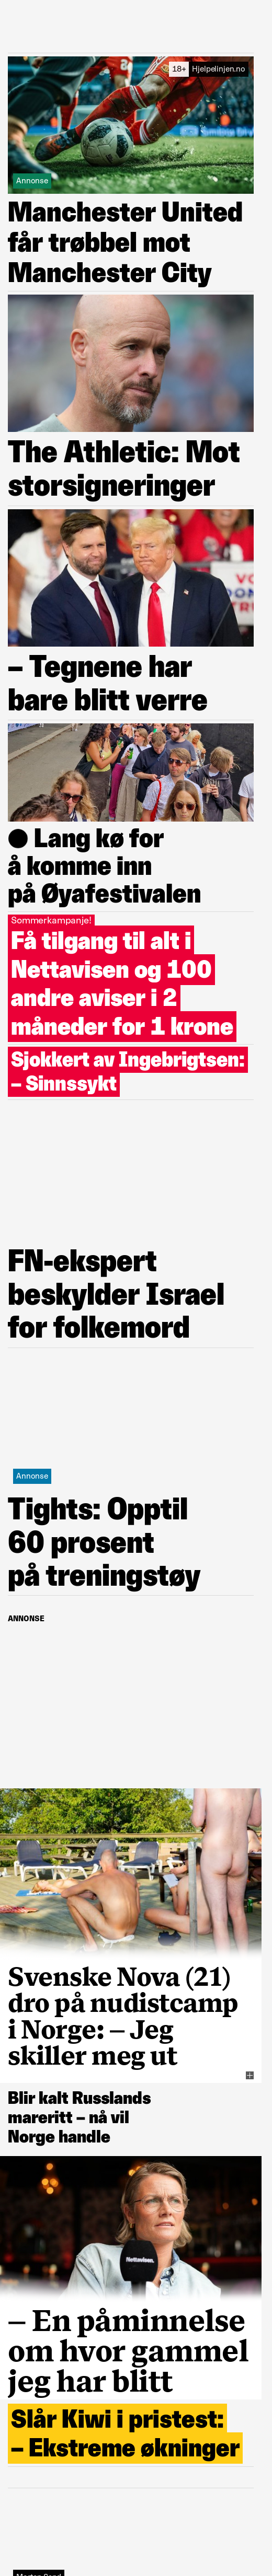 18+ Hjelpelinjen.no
Annonse
Manchester United
får trøbbel mot
Manchester City
The Athletic: Mot
storsigneringer
– Tegnene har
bare blitt verre
● Lang kø for
å komme inn
på Øyafestivalen
Sommerkampanje!
Få tilgang til alt i
Nettavisen og 100
andre aviser i 2
måneder for 1 krone
Sjokkert av Ingebrigtsen:
– Sinnssykt
FN-ekspert
beskylder Israel
for folkemord
Annonse
Tights: Opptil
60 prosent
på treningstøy
ANNONSE
Svenske Nova (21)
dro på nudistcamp
i Norge: – Jeg
skiller meg ut
Blir kalt Russlands
mareritt – nå vil
Norge handle
Nettavisen.
– En påminnelse
om hvor gammel
jeg har blitt
Slår Kiwi i pristest:
– Ekstreme økninger